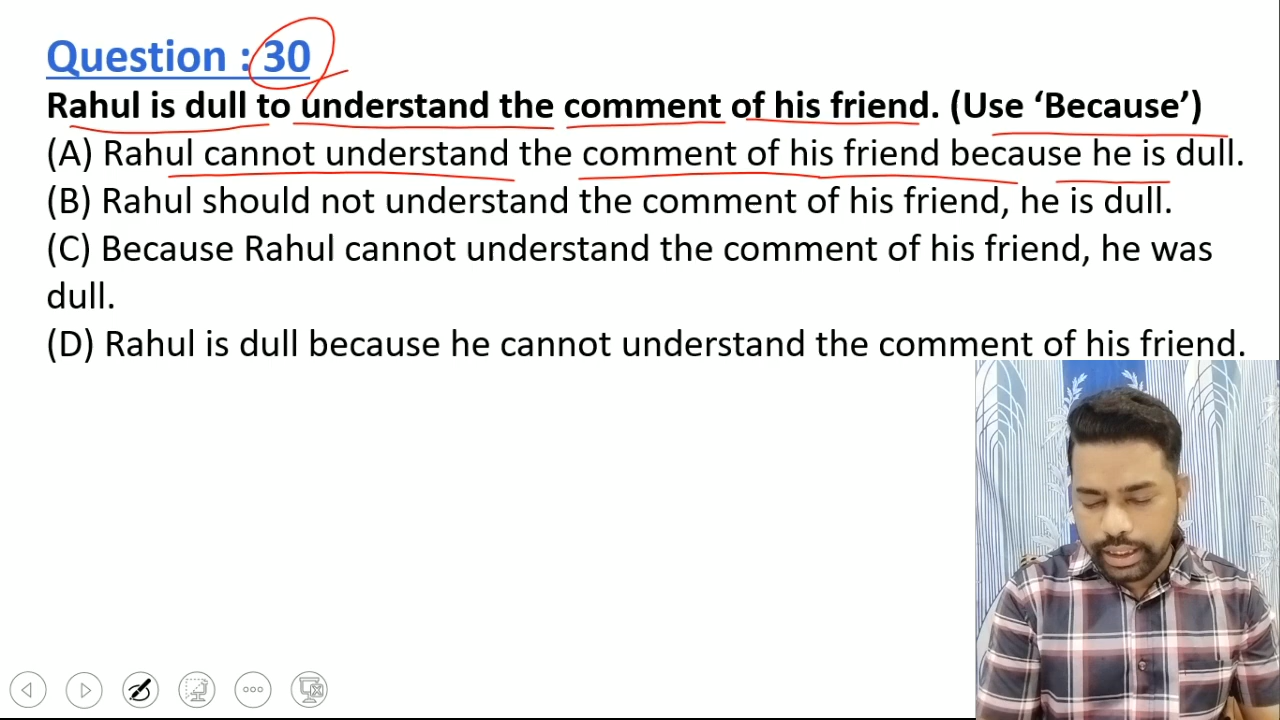 Question : 30
Rahul is dull to understand the comment of his friend. (Use ‘Because’)
(A) Rahul cannot understand the comment of his friend because he is dull.
(B) Rahul should not understand the comment of his friend, he is dull.
(C) Because Rahul cannot understand the comment of his friend, he was
dull.
(D) Rahul is dull because he cannot understand the comment of his friend.